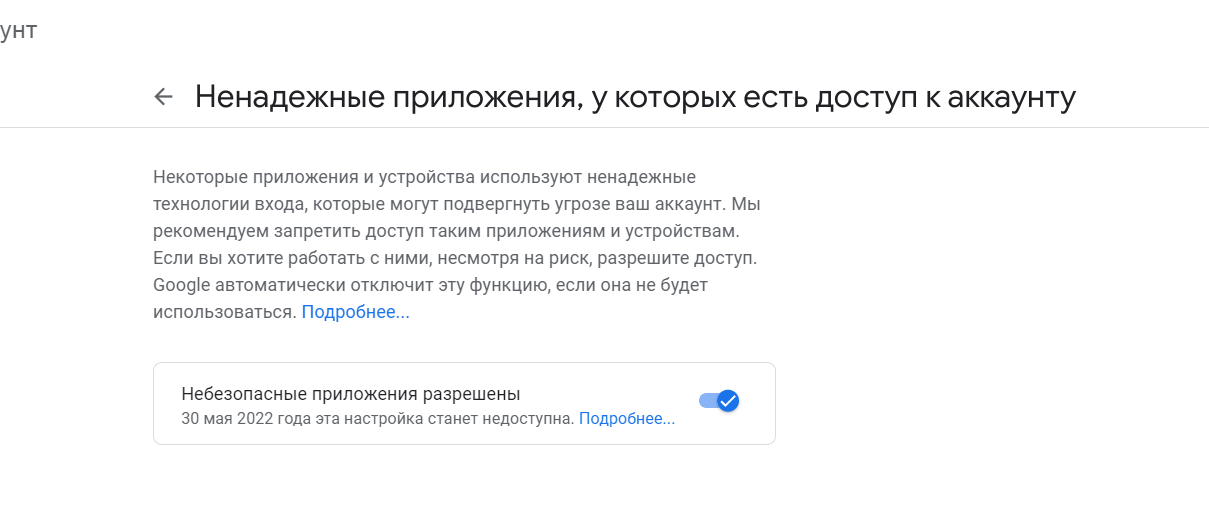 унт
Ненадежные приложения, у которых есть доступ к аккаунту
Некоторые приложения и устройства используют ненадежные
технологии входа, которые могут подвергнуть угрозе ваш аккаунт. Мы
рекомендуем запретить доступ таким приложениям и устройствам.
Если вы хотите работать с ними, несмотря на риск, разрешите доступ.
Google автоматически отключит эту функцию, если она не будет
использоваться. Подробнее...
Небезопасные приложения разрешены
30 мая 2022 года эта настройка станет недоступна. Подробнее...